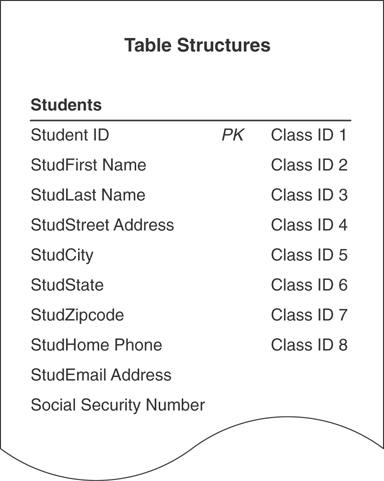 Table Structures
Students
Student ID PK Class ID 1
StudFirst Name Class ID 2
StudLast Name Class ID 3
StudStreet Address Class ID 4
StudCity Class ID 5
StudState Class ID 6
StudZipcode Class ID 7
StudHome Phone Class ID 8
StudEmail Address
Social Security Number